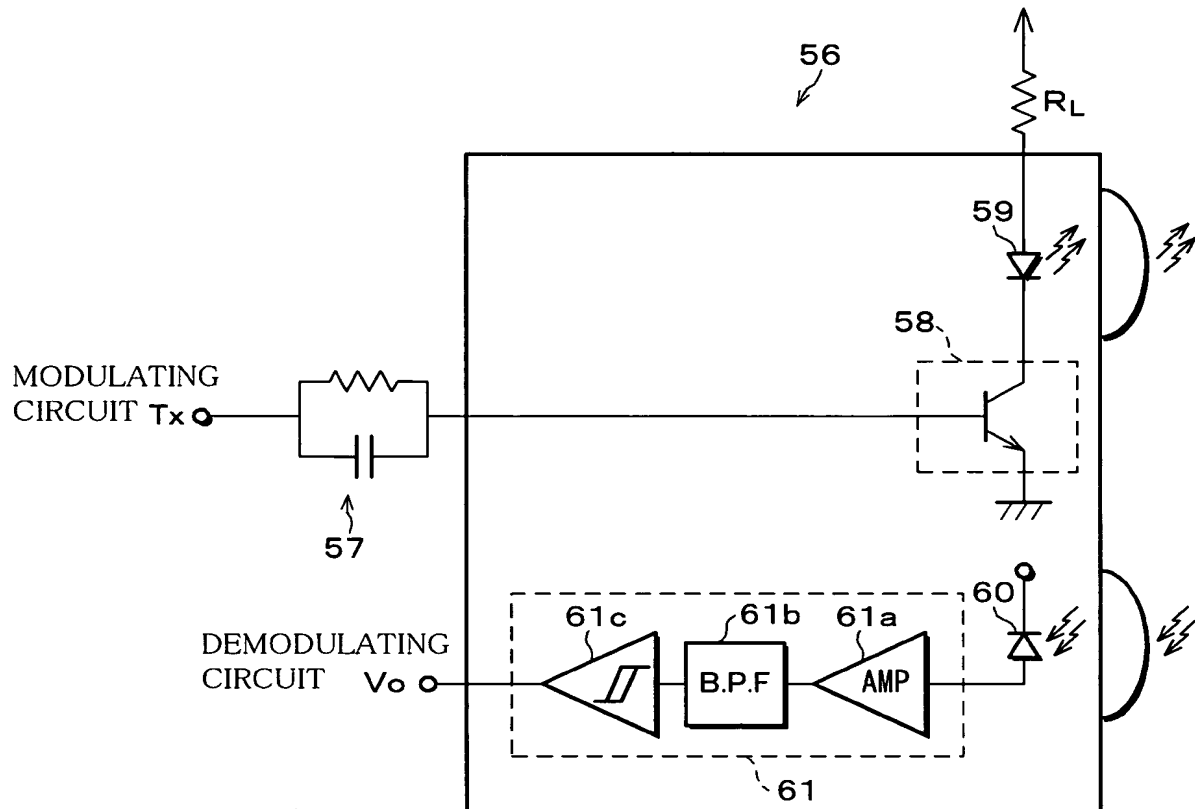 56
RL
59
58
MODULATING
CIRCUIT Tx
57
60
61c
61b
61a
DEMODULATING
CIRCUIT Vo
B.P.F
AMP
61